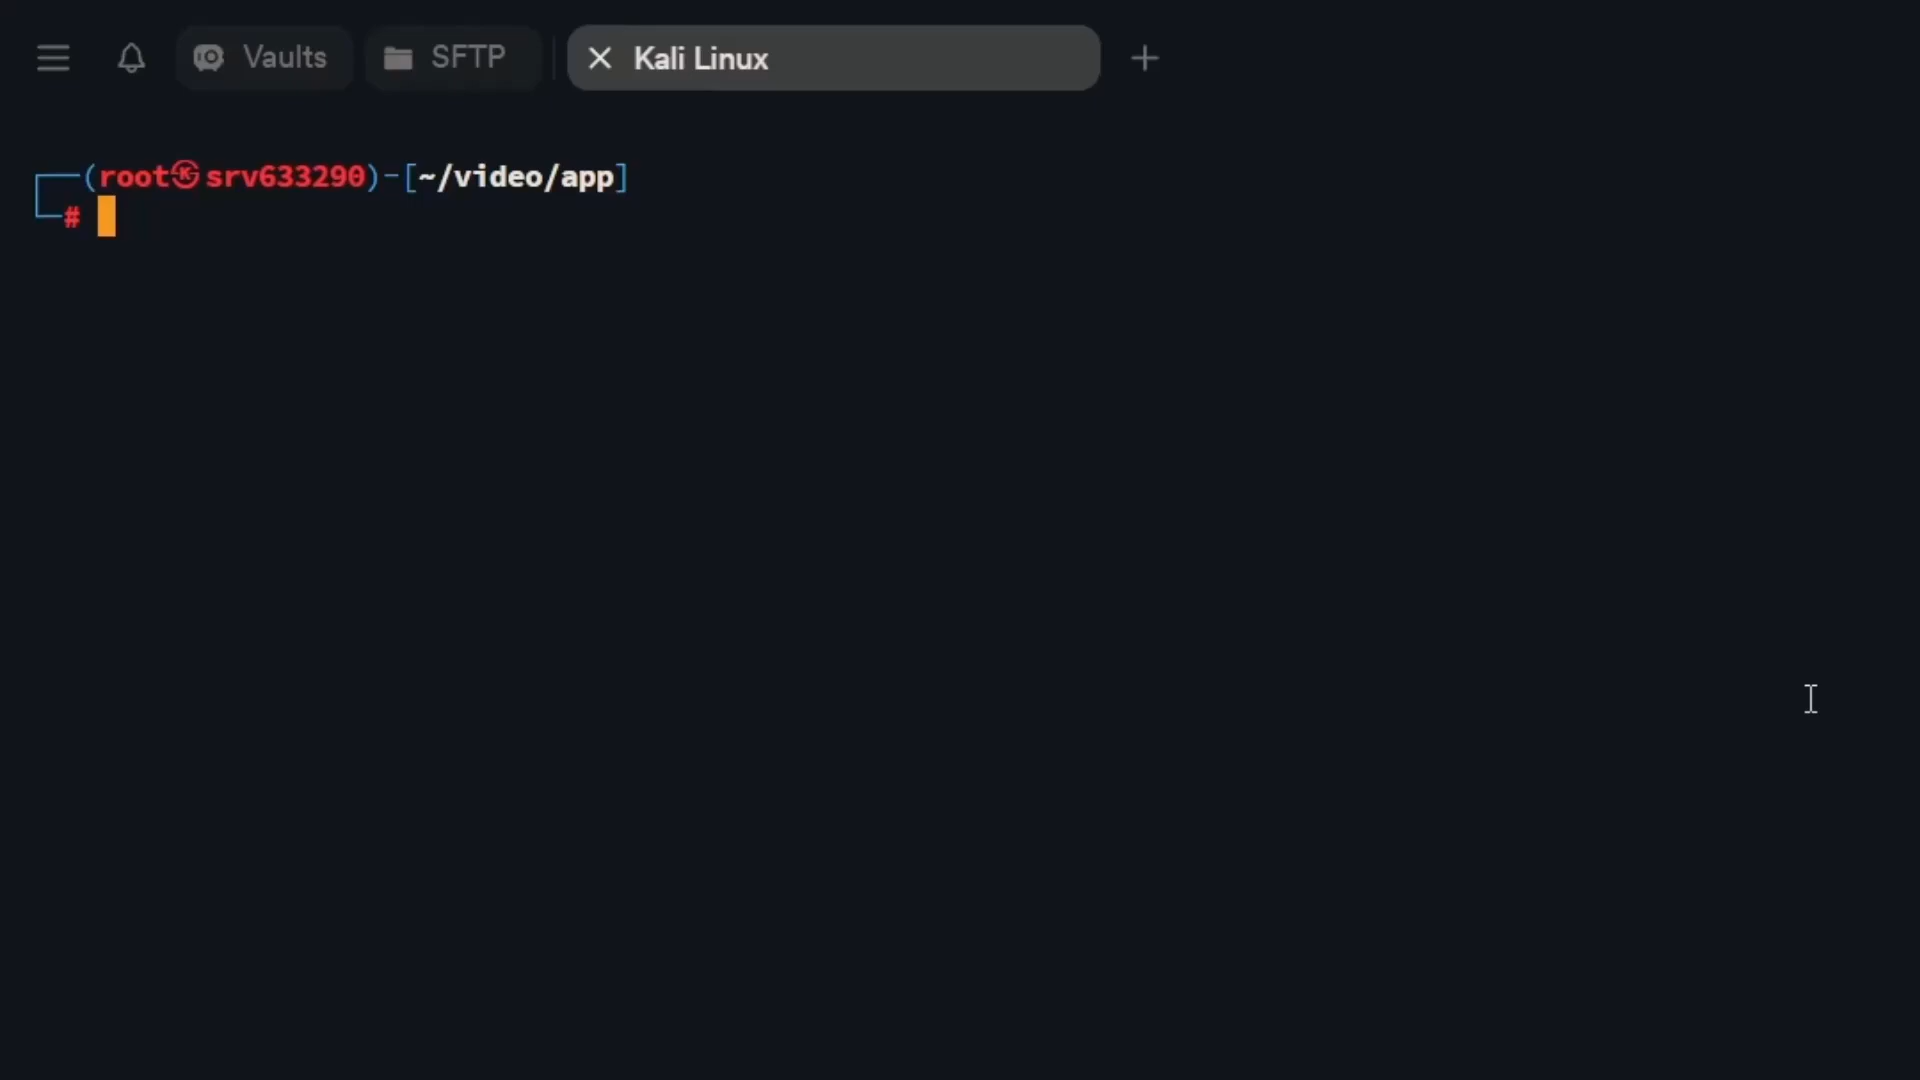 Vaults SFTP Kali Linux
┌──(root㉿srv633290)-[~/video/app]
└─#